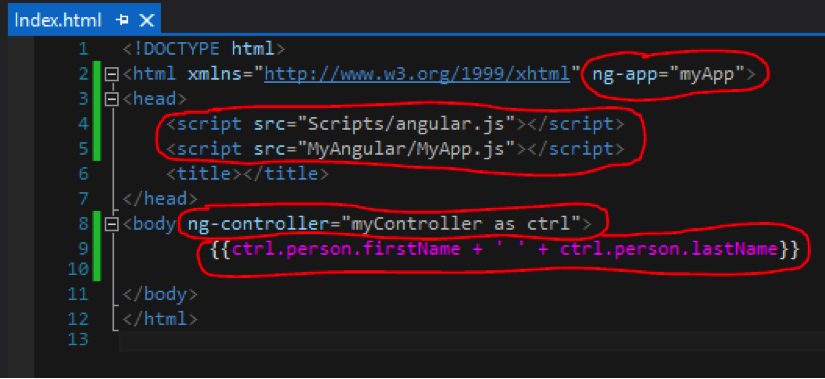 Index.html
1 <!DOCTYPE html>
2 <html xmlns="http://www.w3.org/1999/xhtml" ng-app="myApp">
3 <head>
4 <script src="Scripts/angular.js"></script>
5 <script src="MyAngular/MyApp.js"></script>
6 <title></title>
7 </head>
8 <body ng-controller="myController as ctrl">
9 {{ctrl.person.firstName + ' ' + ctrl.person.lastName}}
10
11 </body>
12 </html>
13